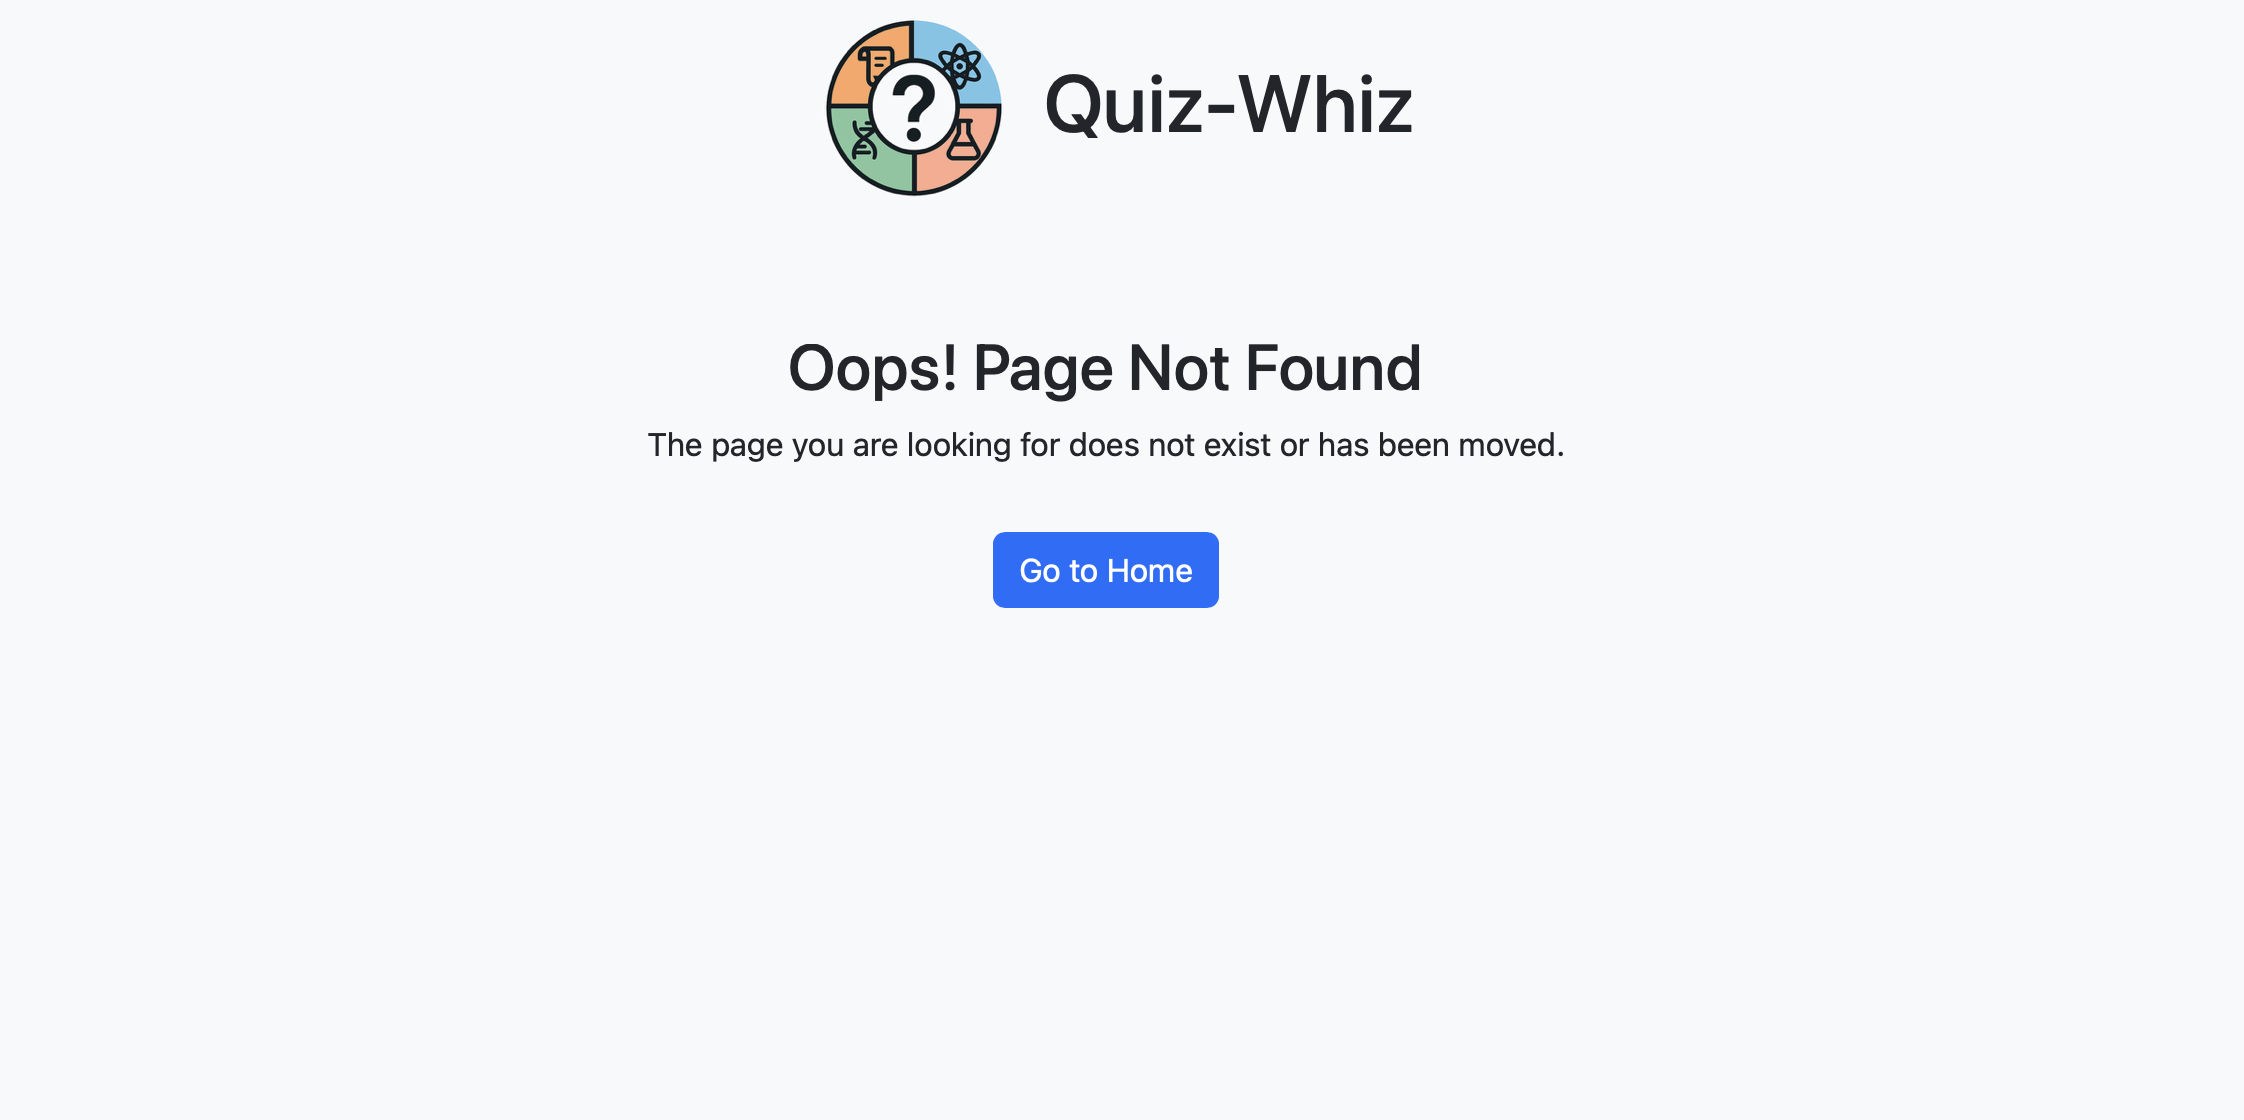 ?
Quiz-Whiz
Oops! Page Not Found
The page you are looking for does not exist or has been moved.
Go to Home